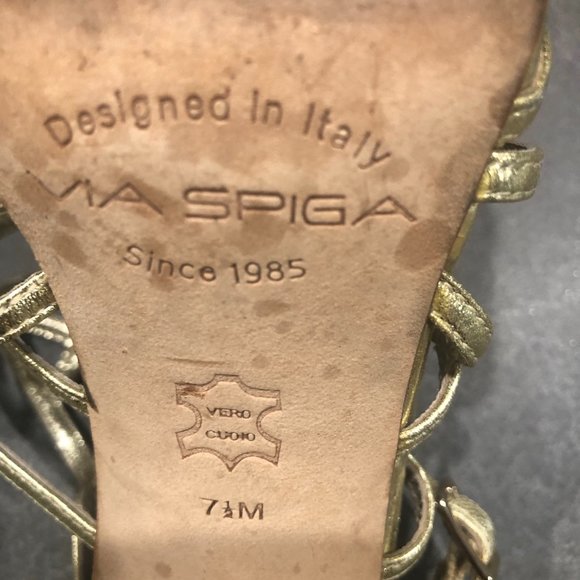 Designed in Italy
VIA SPIGA
Since 1985
VERO
CUOIO
7½M